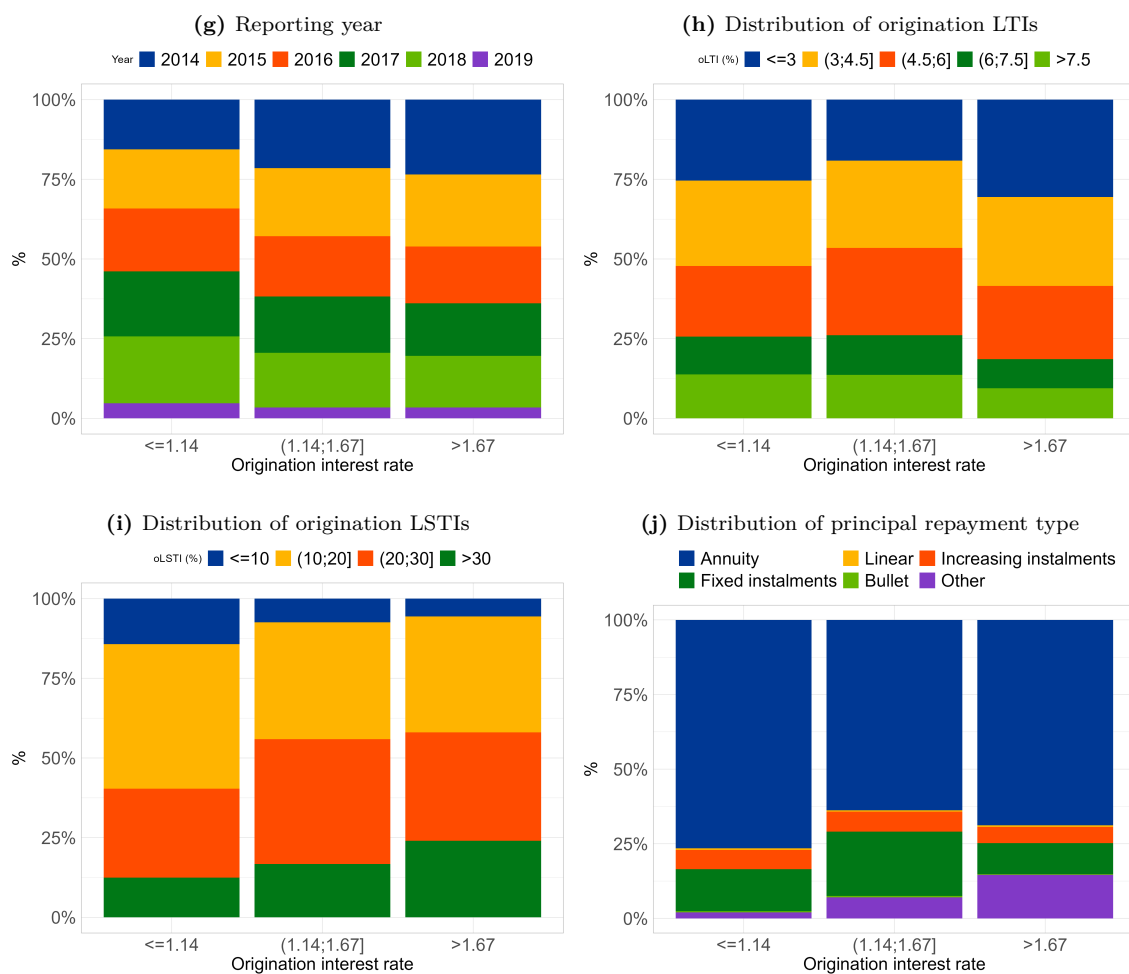 (g) Reporting year
Year 2014 2015 2016 2017 2018 2019
100%
75%
50%
25%
0%
%
<=1.14 (1.14;1.67] >1.67
Origination interest rate
(h) Distribution of origination LTIs
oLTI (%) <=3 (3;4.5] (4.5;6] (6;7.5] >7.5
100%
75%
50%
25%
0%
%
<=1.14 (1.14;1.67] >1.67
Origination interest rate
(i) Distribution of origination LSTIs
oLSTI (%) <=10 (10;20] (20;30] >30
100%
75%
50%
25%
0%
%
<=1.14 (1.14;1.67] >1.67
Origination interest rate
(j) Distribution of principal repayment type
Annuity Linear Increasing instalments
Fixed instalments Bullet Other
100%
75%
50%
25%
0%
%
<=1.14 (1.14;1.67] >1.67
Origination interest rate